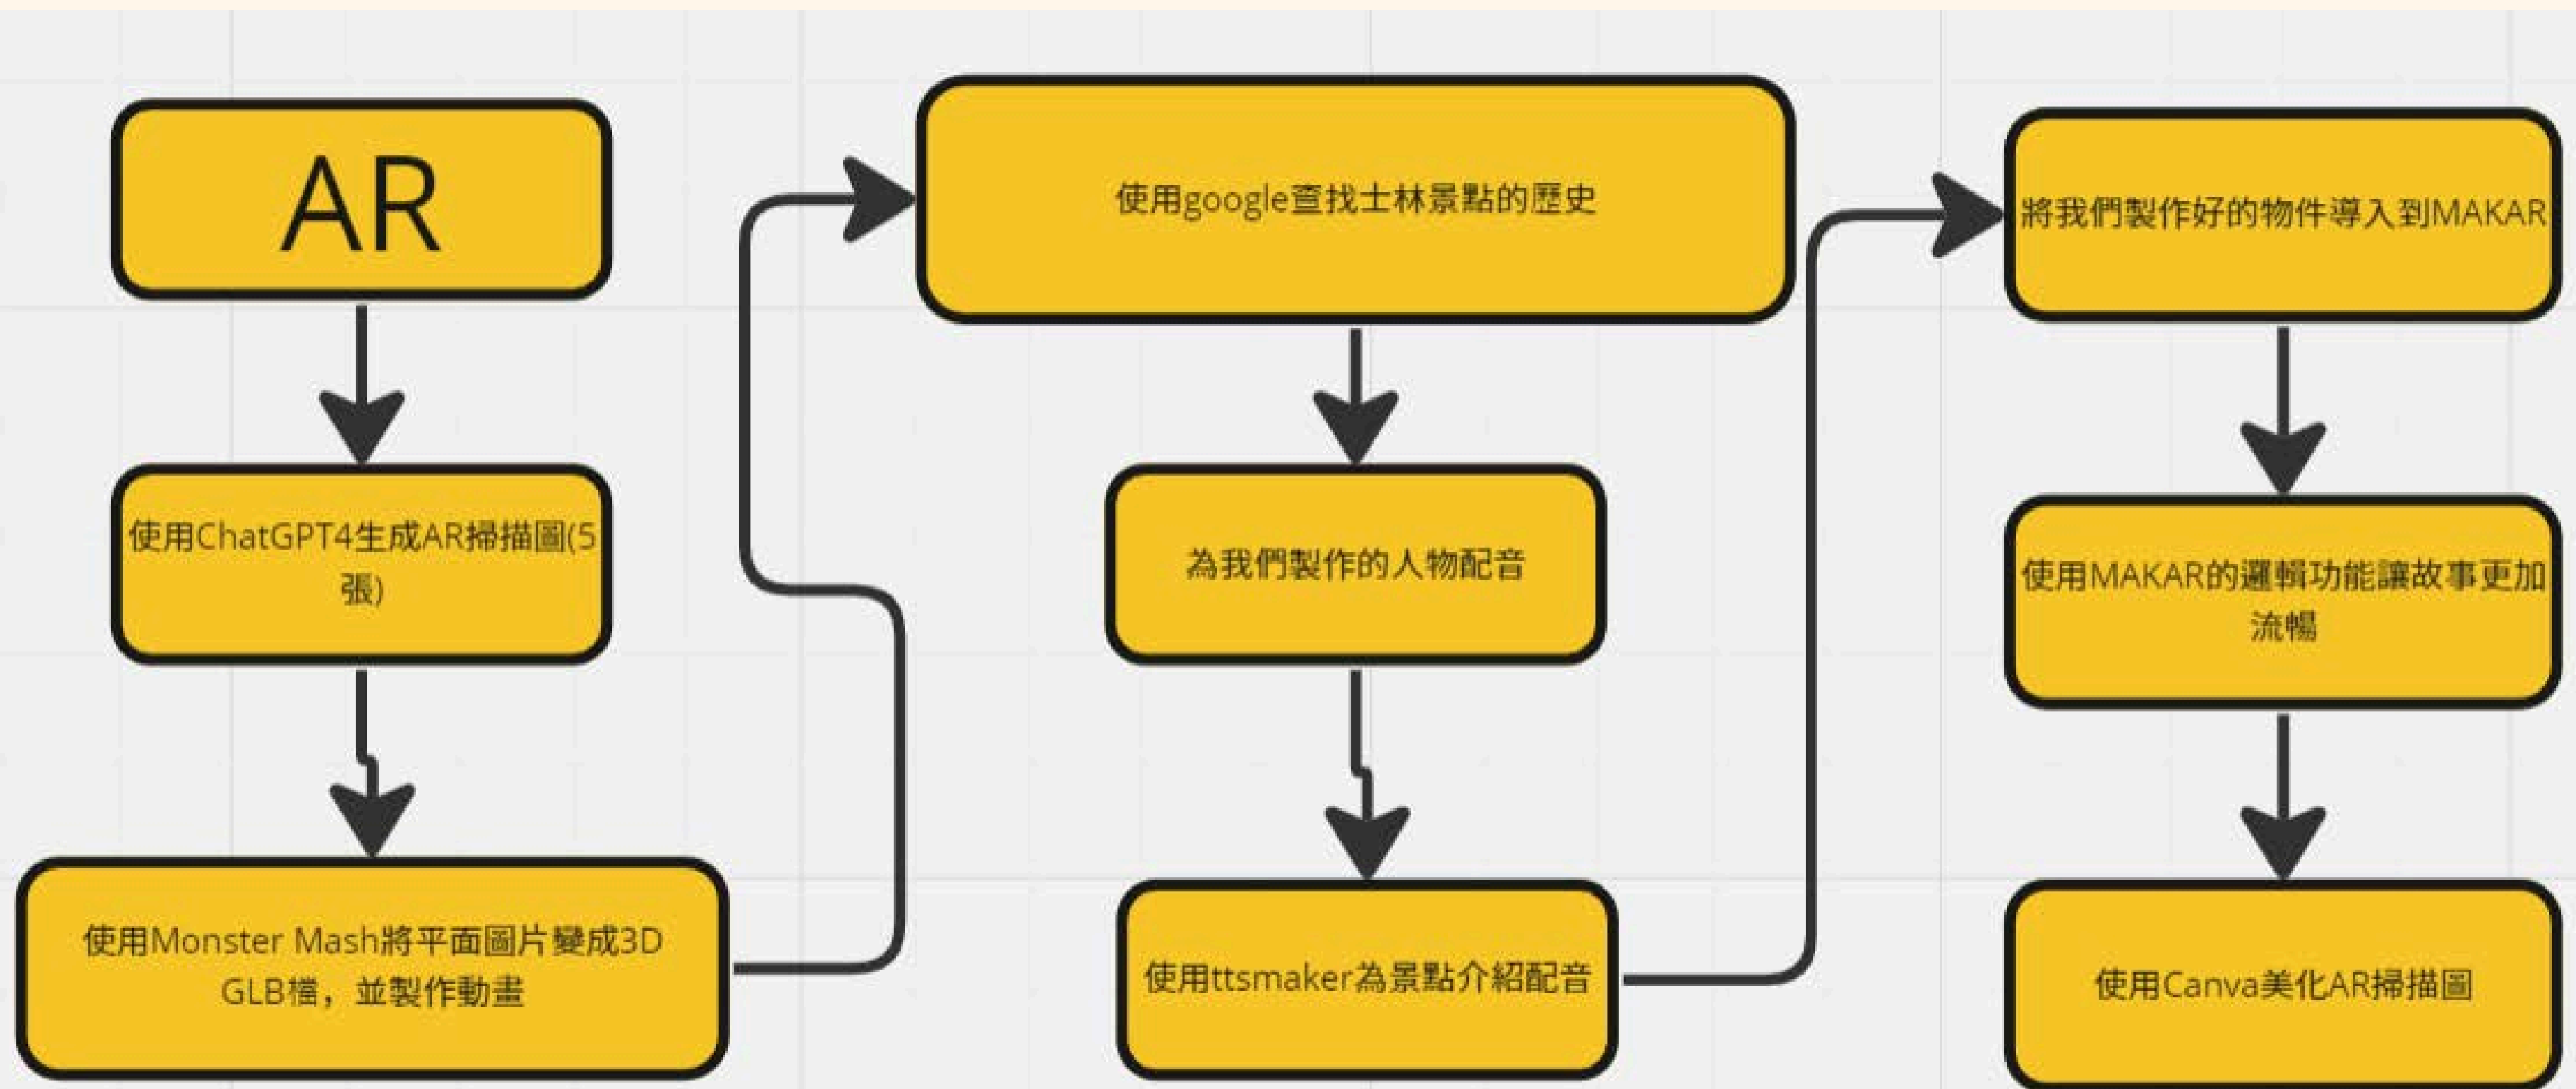 AR
使用ChatGPT4生成AR掃描圖(5
張)
使用Monster Mash將平面圖片變成3D
GLB檔，並製作動畫
使用google查找士林景點的歷史
為我們製作的人物配音
使用ttsmaker為景點介紹配音
將我們製作好的物件導入到MAKAR
使用MAKAR的邏輯功能讓故事更加
流暢
使用Canva美化AR掃描圖